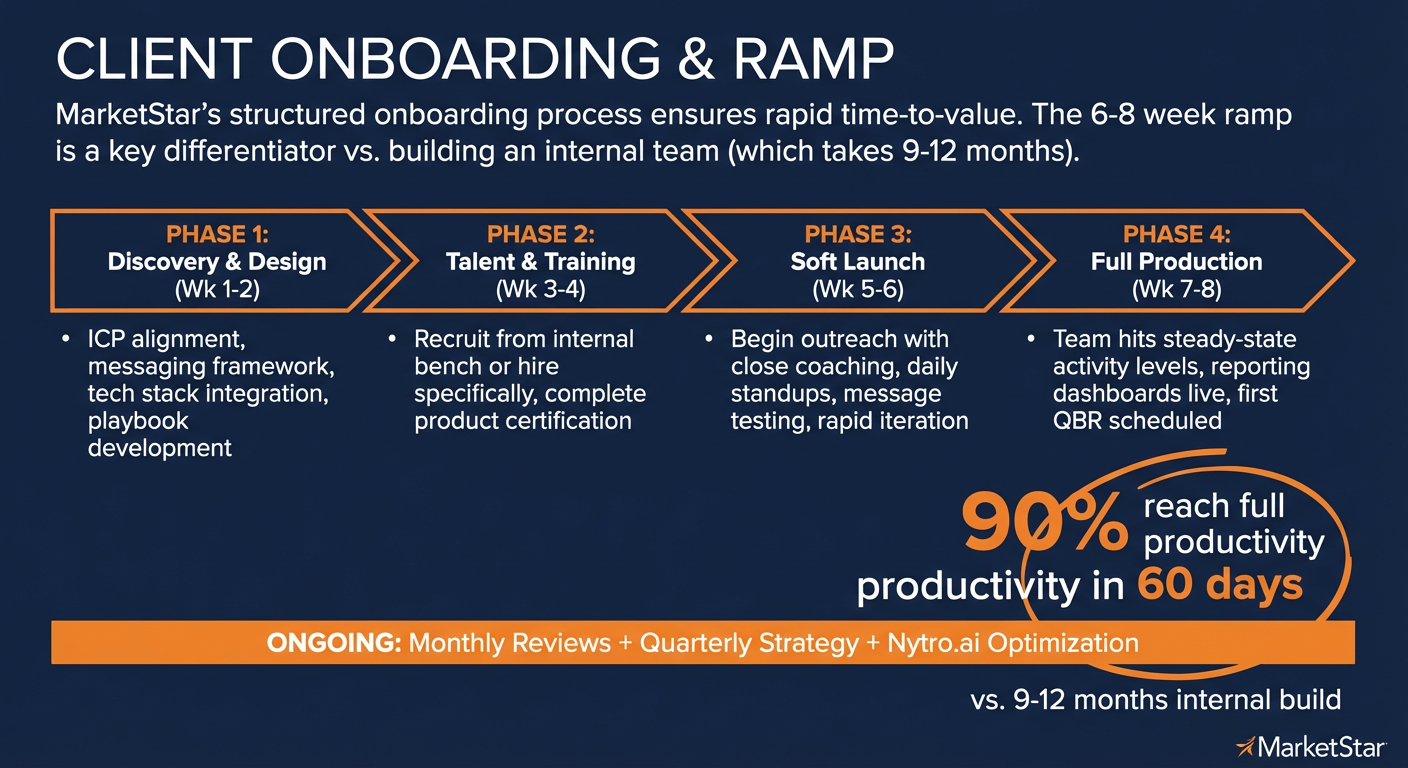 CLIENT ONBOARDING & RAMP
MarketStar's structured onboarding process ensures rapid time-to-value. The 6-8 week ramp
is a key differentiator vs. building an internal team (which takes 9-12 months).
PHASE 1:
Discovery & Design
(Wk 1-2)
• ICP alignment,
messaging framework,
tech stack integration,
playbook
development
PHASE 2:
Talent & Training
(Wk 3-4)
• Recruit from internal
bench or hire
specifically, complete
product certification
PHASE 3:
Soft Launch
(Wk 5-6)
• Begin outreach with
close coaching, daily
standups, message
testing, rapid iteration
PHASE 4:
Full Production
(Wk 7-8)
• Team hits steady-state
activity levels, reporting
dashboards live, first
QBR scheduled
90% reach full
productivity
productivity in 60 days
ONGOING: Monthly Reviews + Quarterly Strategy + Nytro.ai Optimization
vs. 9-12 months internal build
MarketStar